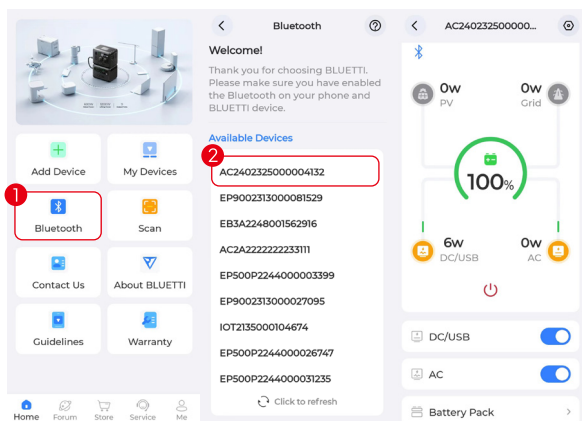 Add Device
My Devices
1
Bluetooth
Scan
Contact Us
About BLUETTI
Guidelines
Warranty
Home
Forum
Store
Service
Me
Bluetooth
Welcome!
Thank you for choosing BLUETTI.
Please make sure you have enabled
the Bluetooth on your phone and
BLUETTI device.
Available Devices
2
AC2402325000004132
EP9002313000081529
EB3A2248001562916
AC2A2222222233111
EP500P2244000003399
EP9002313000027095
IOT2135000104674
EP500P2244000026747
EP500P2244000031235
Click to refresh
AC240232500000...
0w
PV
0w
Grid
100%
6w
DC/USB
0w
AC
DC/USB
AC
Battery Pack